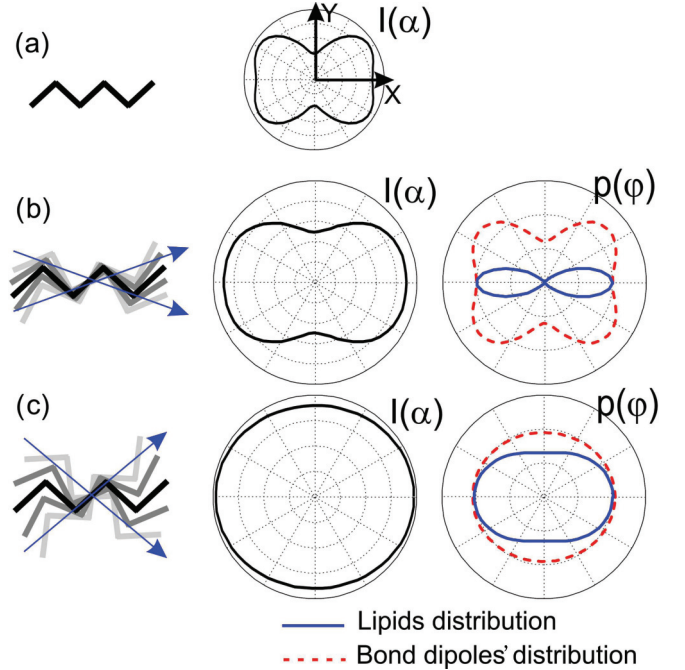 (a)
Y
I(α)
X
(b)
I(α)
p(φ)
(c)
I(α)
p(φ)
Lipids distribution
Bond dipoles' distribution